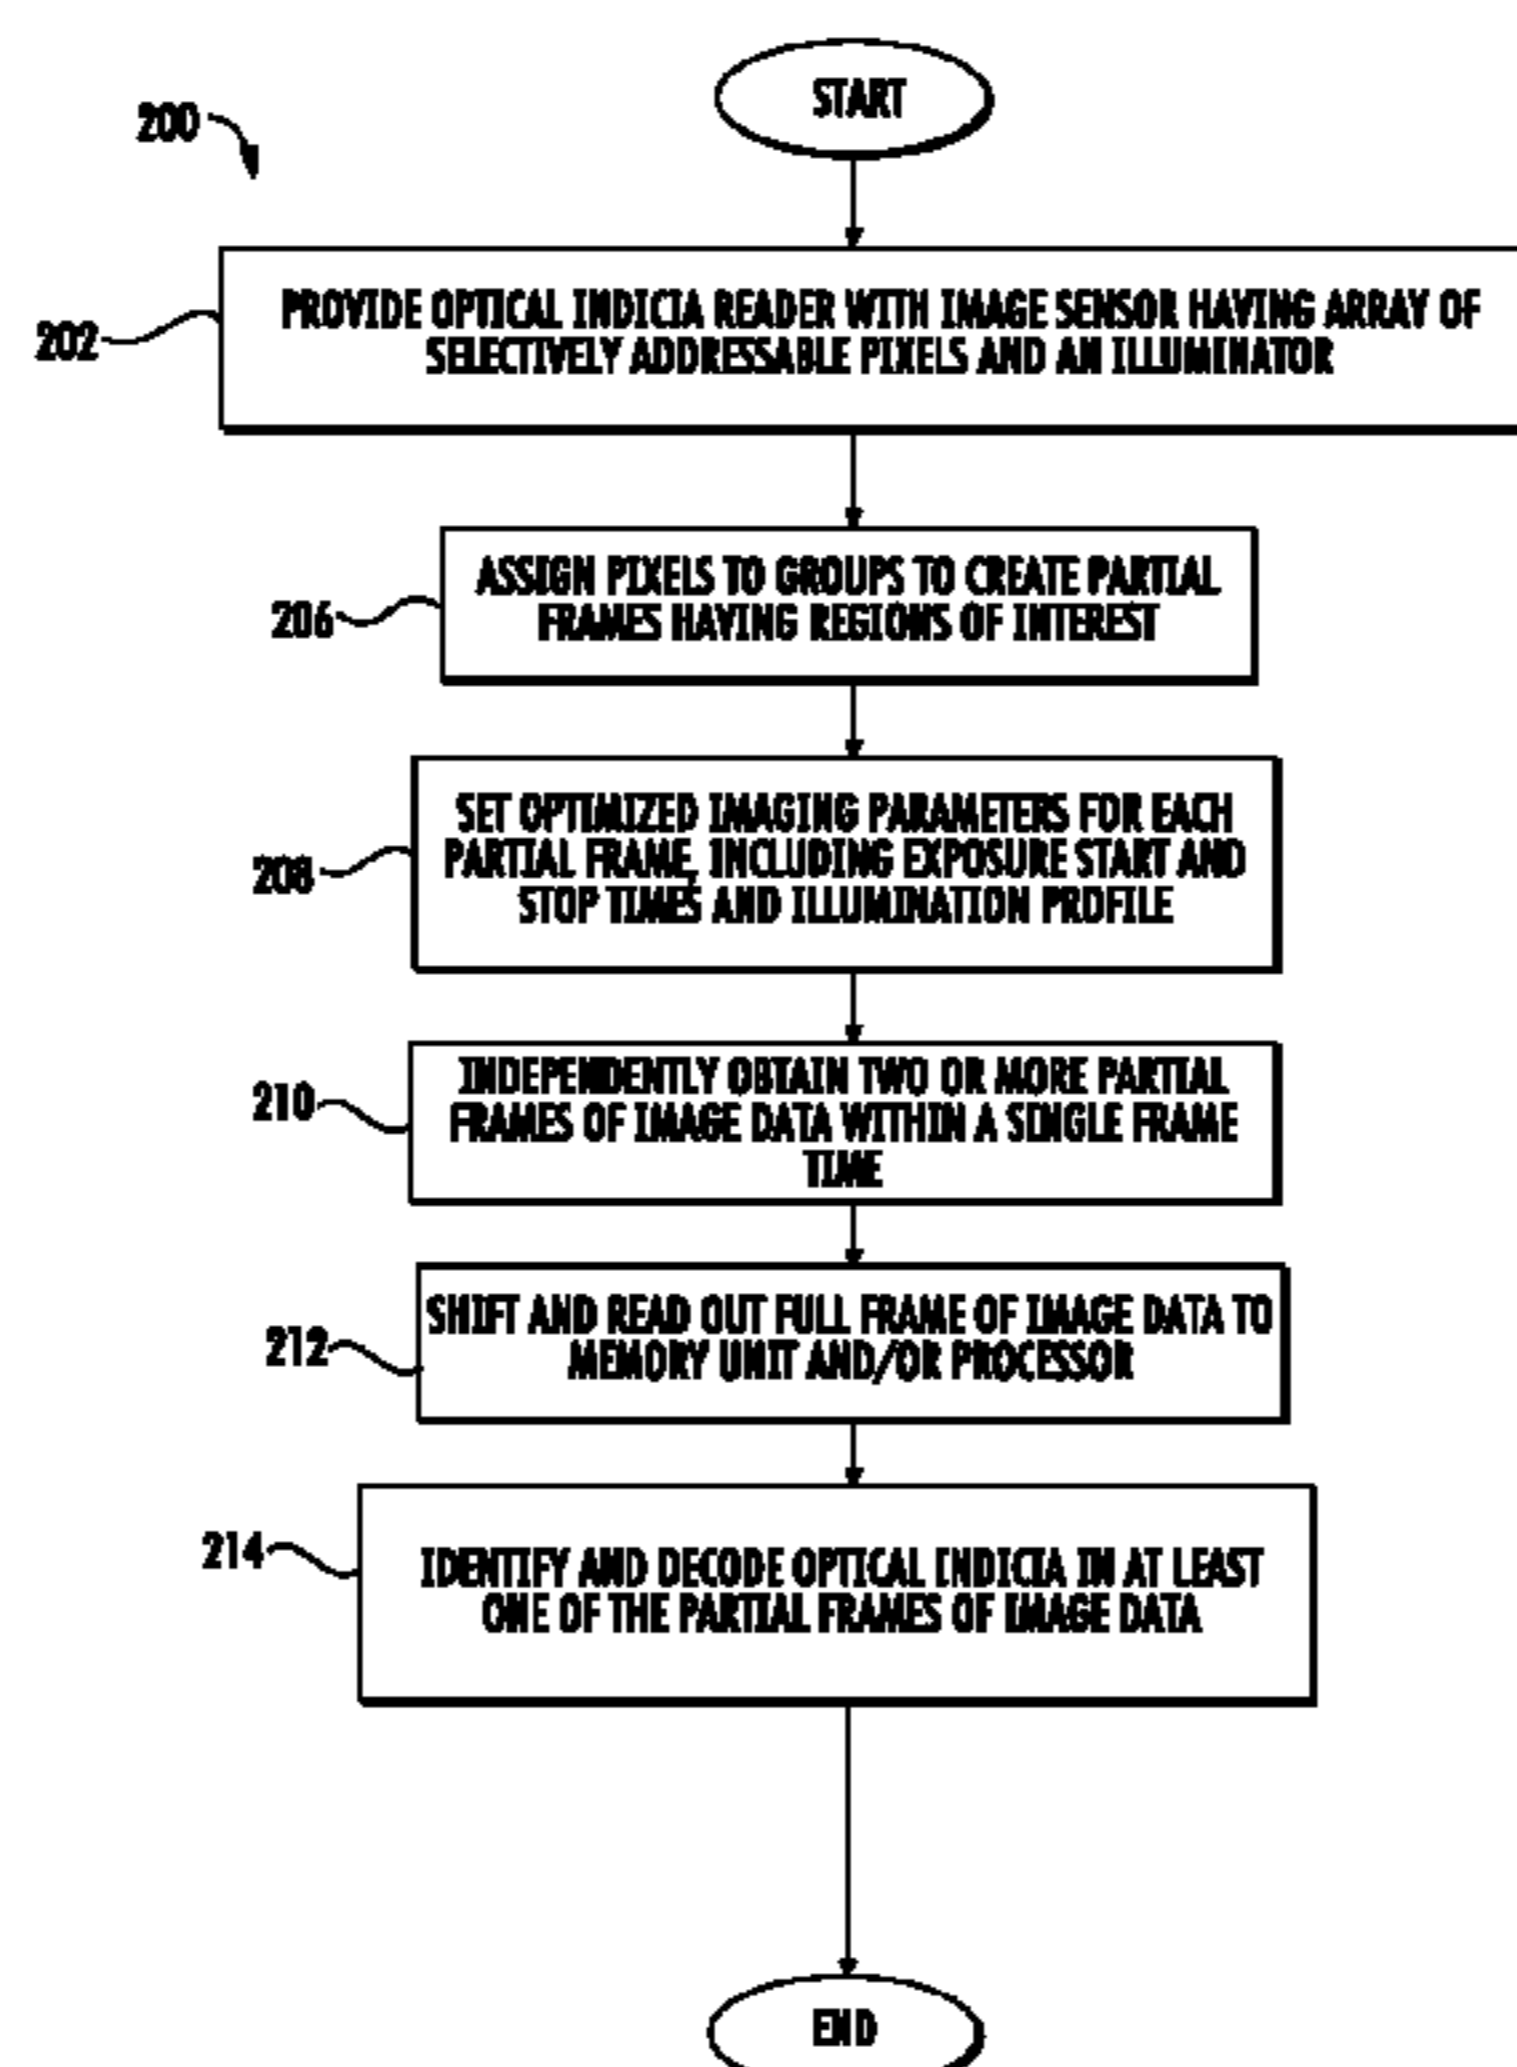 START
200
PROVIDE OPTICAL INDICIA READER WITH IMAGE SENSOR HAVING ARRAY OF
SELECTIVELY ADDRESSABLE PIXELS AND AN ILLUMINATOR
202
ASSIGN PIXELS TO GROUPS TO CREATE PARTIAL
FRAMES HAVING REGIONS OF INTEREST
206
SET OPTIMIZED IMAGING PARAMETERS FOR EACH
PARTIAL FRAME, INCLUDING EXPOSURE START AND
STOP TIMES AND ILLUMINATION PROFILE
208
INDEPENDENTLY OBTAIN TWO OR MORE PARTIAL
FRAMES OF IMAGE DATA WITHIN A SINGLE FRAME
TIME
210
SHIFT AND READ OUT FULL FRAME OF IMAGE DATA TO
MEMORY UNIT AND/OR PROCESSOR
212
IDENTIFY AND DECODE OPTICAL INDICIA IN AT LEAST
ONE OF THE PARTIAL FRAMES OF IMAGE DATA
214
END